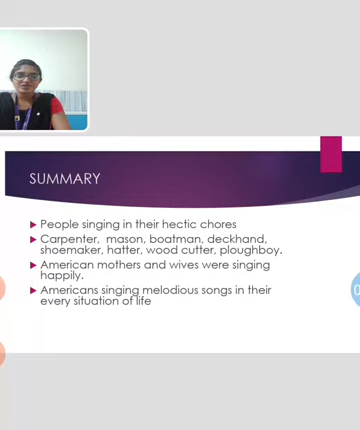 SUMMARY
People singing in their hectic chores
Carpenter, mason, boatman, deckhand,
shoemaker, hatter, wood cutter, ploughboy.
American mothers and wives were singing
happily.
Americans singing melodious songs in their
every situation of life